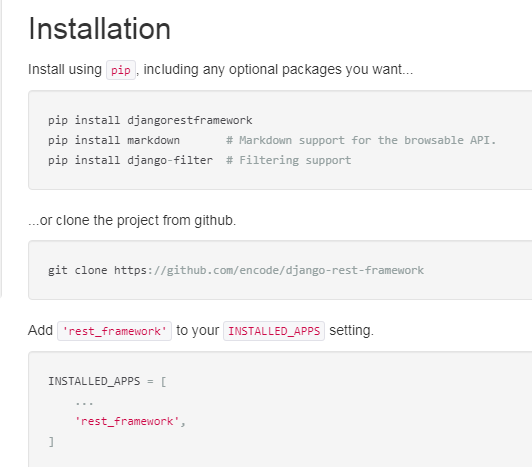 Installation
Install using pip, including any optional packages you want...
pip install djangorestframework
pip install markdown       # Markdown support for the browsable API.
pip install django-filter  # Filtering support
...or clone the project from github.
git clone https://github.com/encode/django-rest-framework
Add 'rest_framework' to your INSTALLED_APPS setting.
INSTALLED_APPS = [
    ...
    'rest_framework',
]